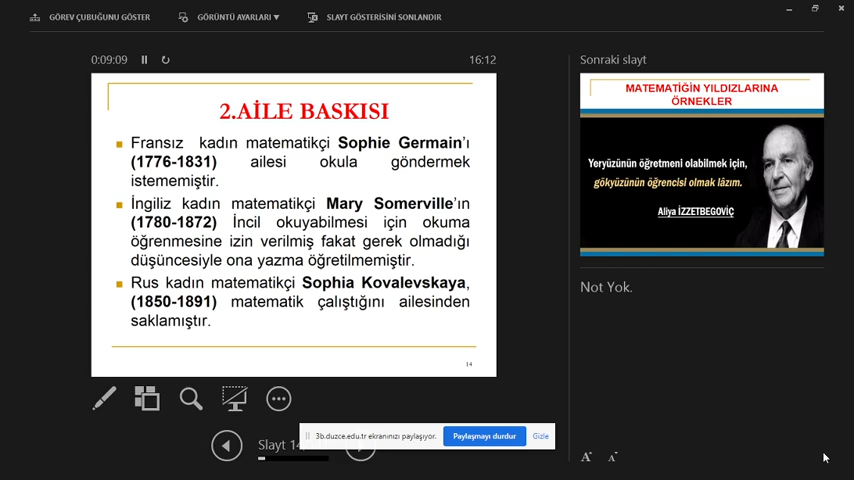 GÖREV ÇUBUĞUNU GÖSTER
GÖRÜNTÜ AYARLARI ▼
SLAYT GÖSTERİSİNİ SONLANDIR
0:09:09
16:12
2.AİLE BASKISI
Fransız kadın matematikçi Sophie Germain’ı
(1776-1831) ailesi okula göndermek
istememiştir.
İngiliz kadın matematikçi Mary Somerville’ın
(1780-1872) İncil okuyabilmesi için okuma
öğrenmesine izin verilmiş fakat gerek olmadığı
düşüncesiyle ona yazma öğretilmemiştir.
Rus kadın matematikçi Sophia Kovalevskaya,
(1850-1891) matematik çalıştığını ailesinden
saklamıştır.
14
Sonraki slayt
MATEMATİĞİN YILDIZLARINA
ÖRNEKLER
Yeryüzünün öğretmeni olabilmek için,
gökyüzünün öğrencisi olmak lâzım.
Aliya İZZETBEGOVİÇ
Not Yok.
Slayt 14
3b.duzce.edu.tr ekranınızı paylaşıyor.
Paylaşmayı durdur
Gizle
A A